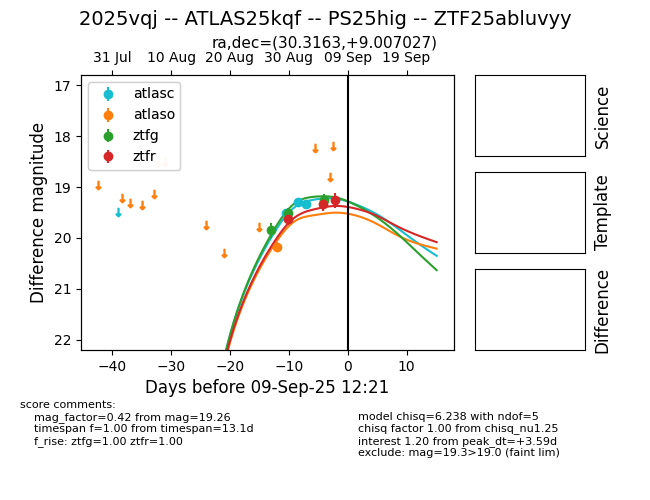 2025vqj -- ATLAS25kqf -- PS25hig -- ZTF25abluvyy
ra,dec=(30.3163,+9.007027)
31 Jul 10 Aug 20 Aug 30 Aug 09 Sep 19 Sep
atlasc
atlaso
ztfg
ztfr
17
18
19
20
21
22
Difference magnitude
−40 −30 −20 −10 0 10
Days before 09-Sep-25 12:21
Science
Template
Difference
score comments:
mag_factor=0.42 from mag=19.26
timespan f=1.00 from timespan=13.1d
f_rise: ztfg=1.00 ztfr=1.00
model chisq=6.238 with ndof=5
chisq factor 1.00 from chisq_nu1.25
interest 1.20 from peak_dt=+3.59d
exclude: mag=19.3>19.0 (faint lim)